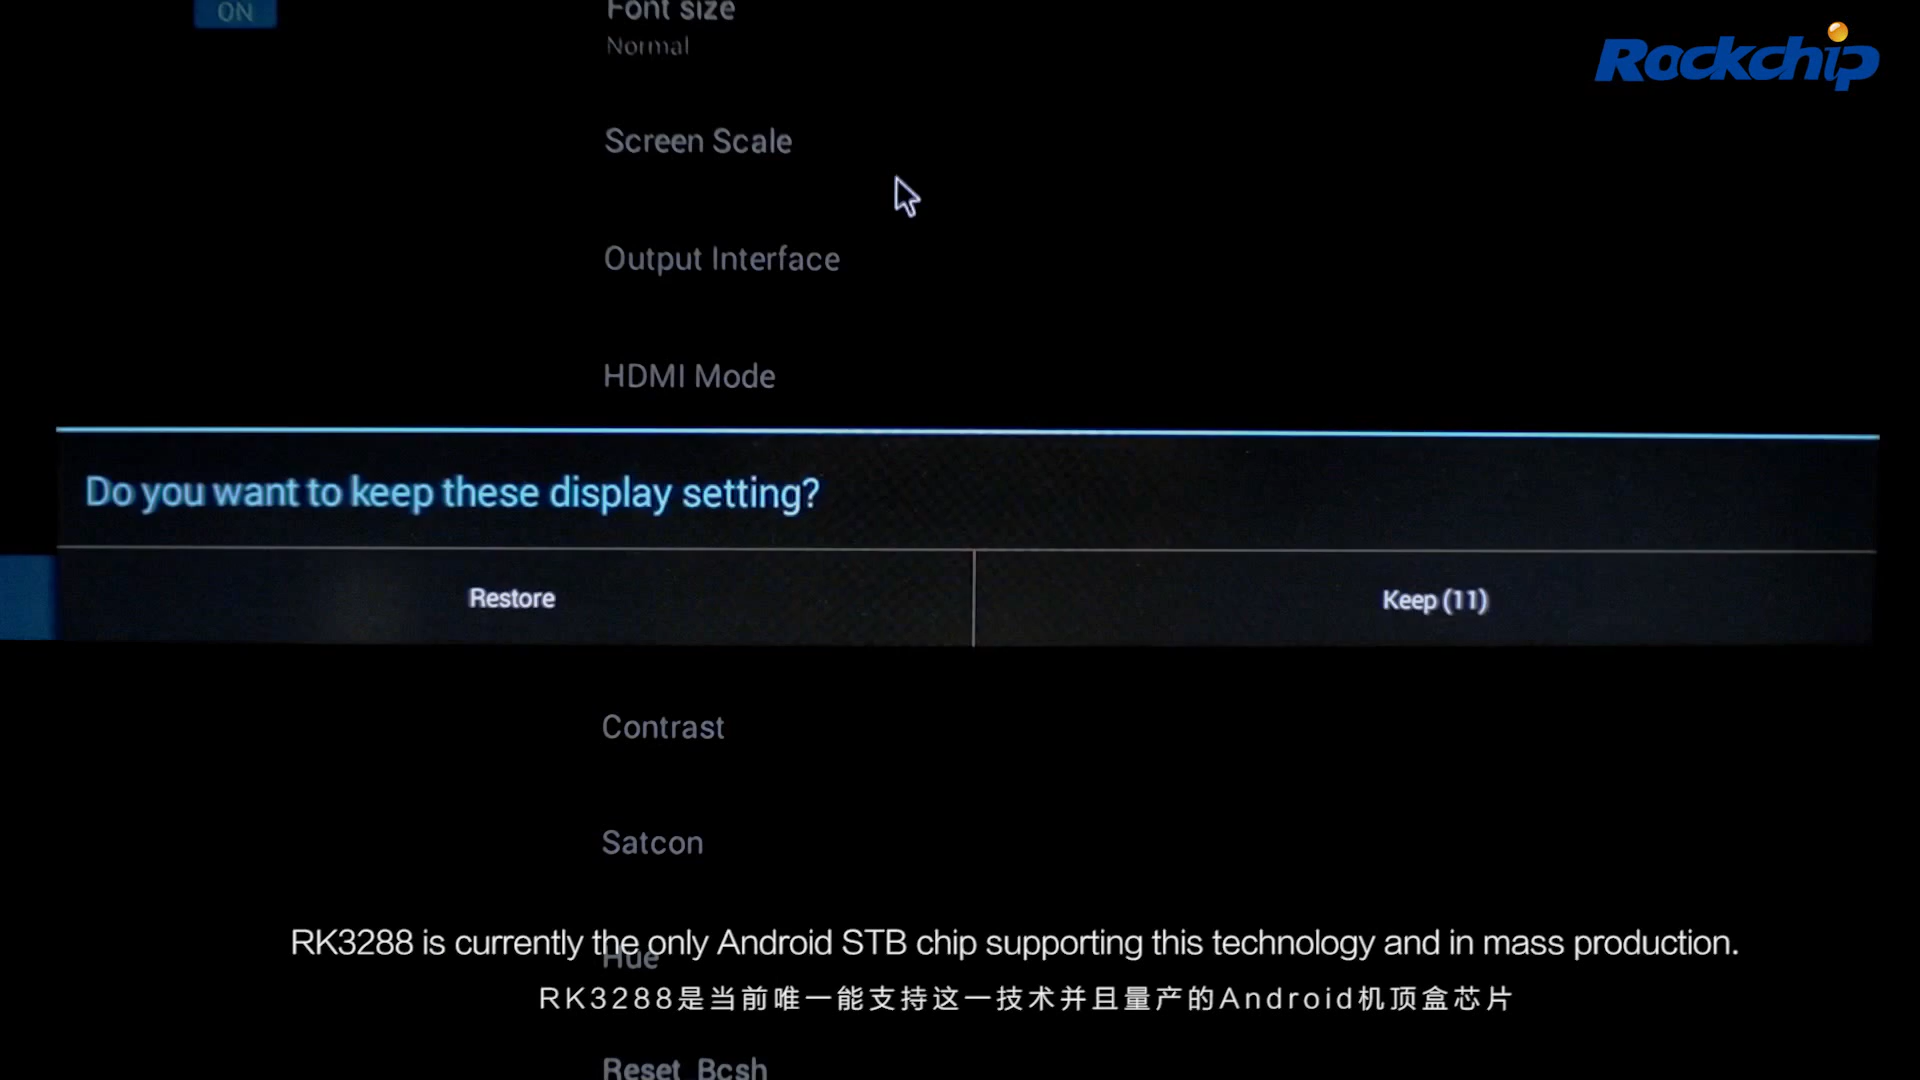 ON
Font size
Normal
Rockchip
Screen Scale
Output Interface
HDMI Mode
Do you want to keep these display setting?
Restore
Keep (11)
Contrast
Satcon
Hue
RK3288 is currently the only Android STB chip supporting this technology and in mass production.
RK3288是当前唯一能支持这一技术并且量产的Android机顶盒芯片
Reset Bcsh